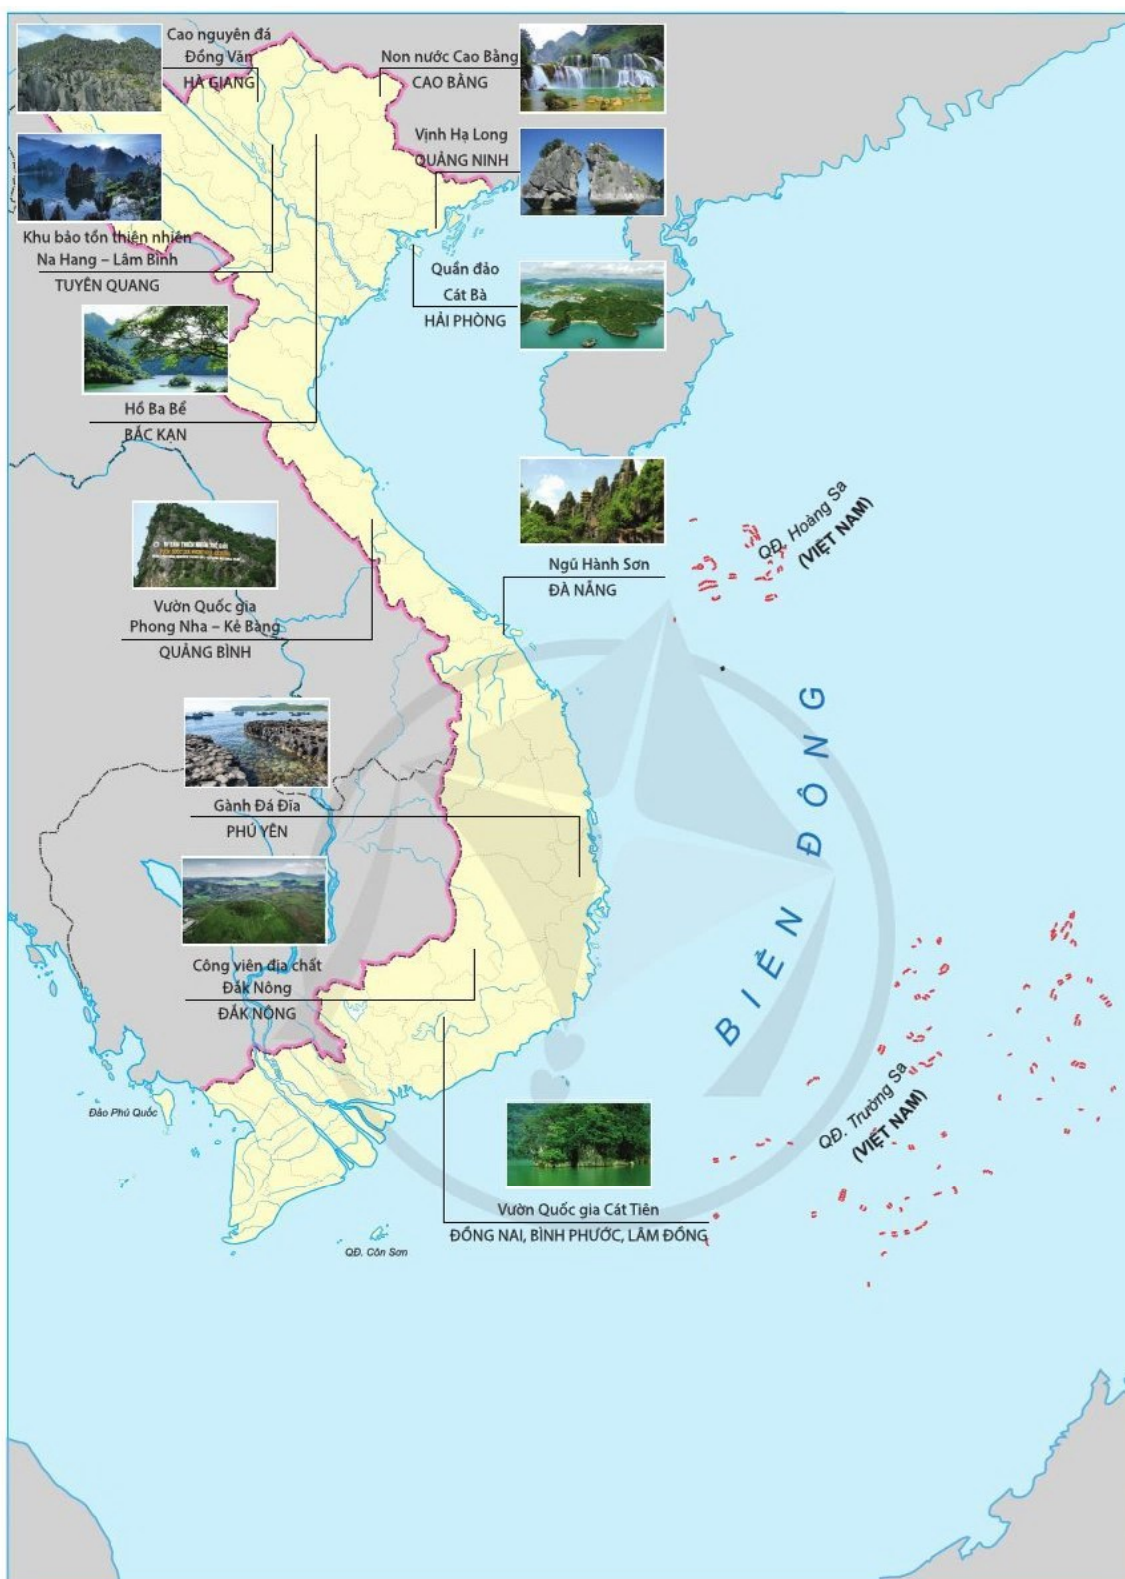 Cao nguyên đá
Đồng Văn
HÀ GIANG
Non nước Cao Bằng
CAO BẰNG
Vịnh Hạ Long
QUẢNG NINH
Khu bảo tồn thiên nhiên
Na Hang – Lâm Bình
TUYÊN QUANG
Quần đảo
Cát Bà
HẢI PHÒNG
Hồ Ba Bể
BẮC KẠN
Ngũ Hành Sơn
ĐÀ NẴNG
QĐ. Hoàng Sa
(VIỆT NAM)
Vườn Quốc gia
Phong Nha – Kẻ Bàng
QUẢNG BÌNH
Gành Đá Đĩa
PHÚ YÊN
BIỂN ĐÔNG
Công viên địa chất
Đắk Nông
ĐẮK NÔNG
QĐ. Trường Sa
(VIỆT NAM)
Đảo Phú Quốc
Vườn Quốc gia Cát Tiên
ĐỒNG NAI, BÌNH PHƯỚC, LÂM ĐỒNG
QĐ. Côn Sơn